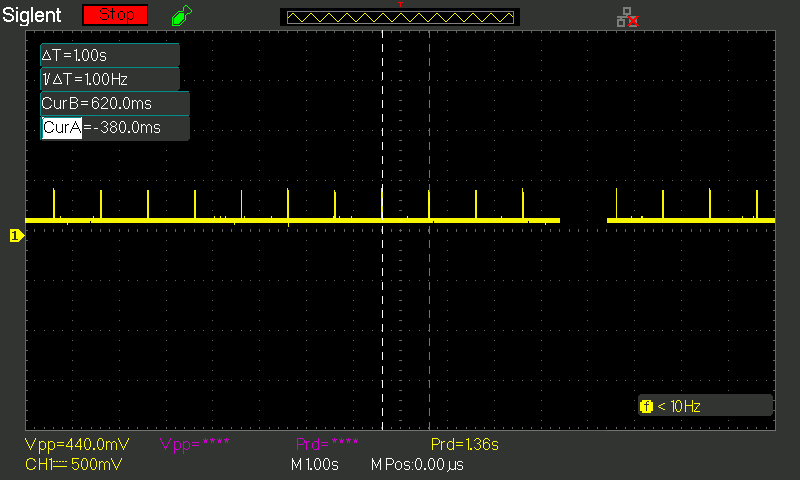 Siglent Stop T
ΔT=1.00s
1/ΔT=1.00Hz
CurB=620.0ms
CurA=-380.0ms
1
f < 10Hz
Vpp=440.0mV Vpp=**** Prd=**** Prd=1.36s
CH1 500mV M 1.00s M Pos:0.00µs